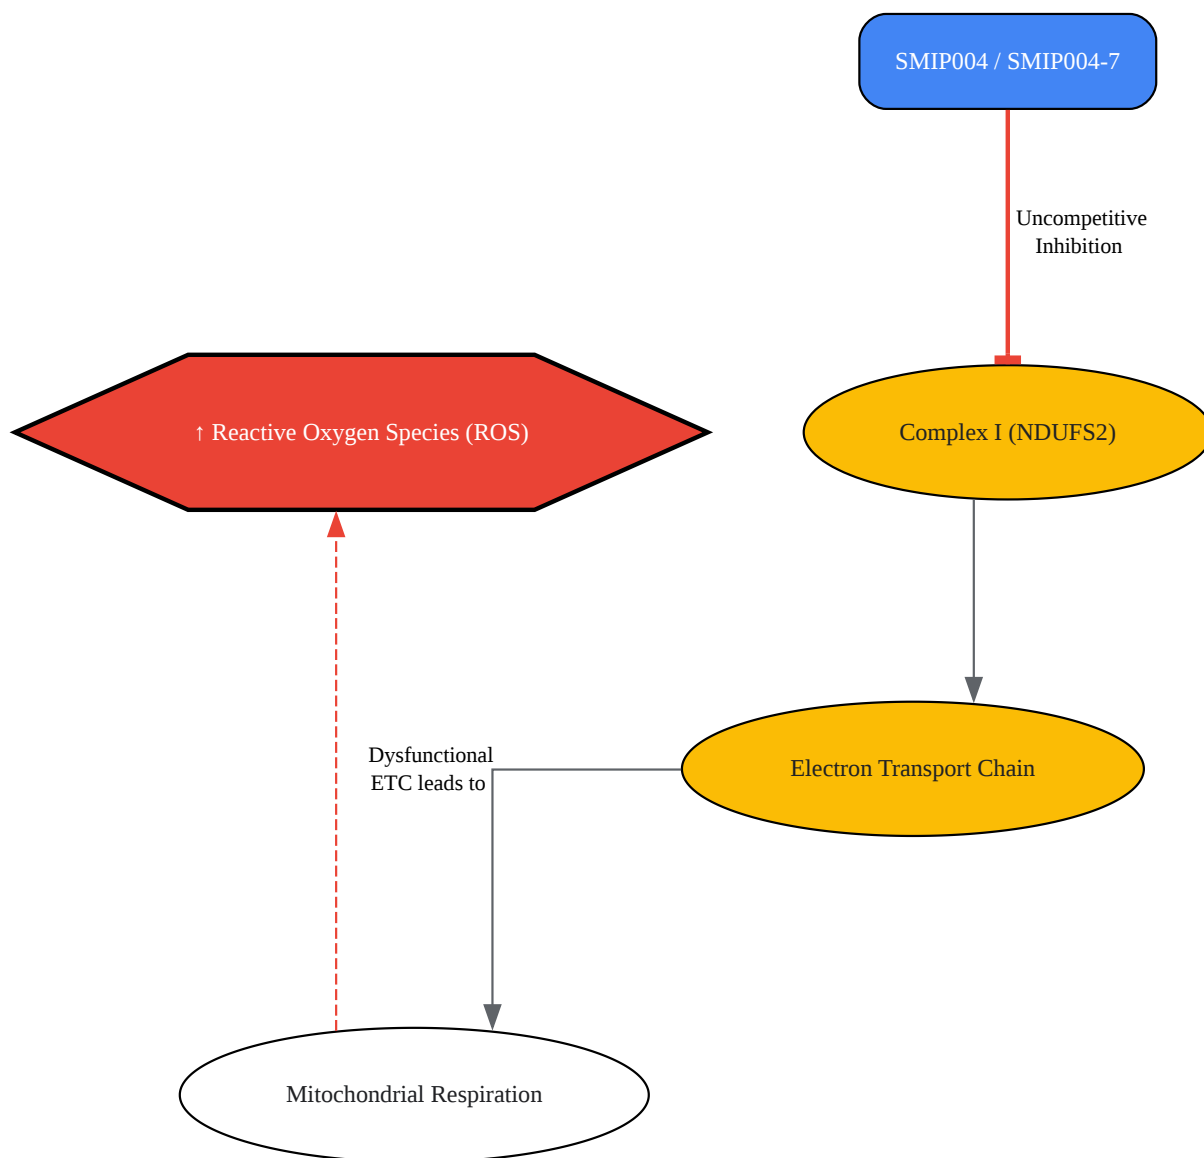 SMIP004 / SMIP004-7
Uncompetitive
Inhibition
↑ Reactive Oxygen Species (ROS)
Complex I (NDUFS2)
Dysfunctional
ETC leads to
Electron Transport Chain
Mitochondrial Respiration